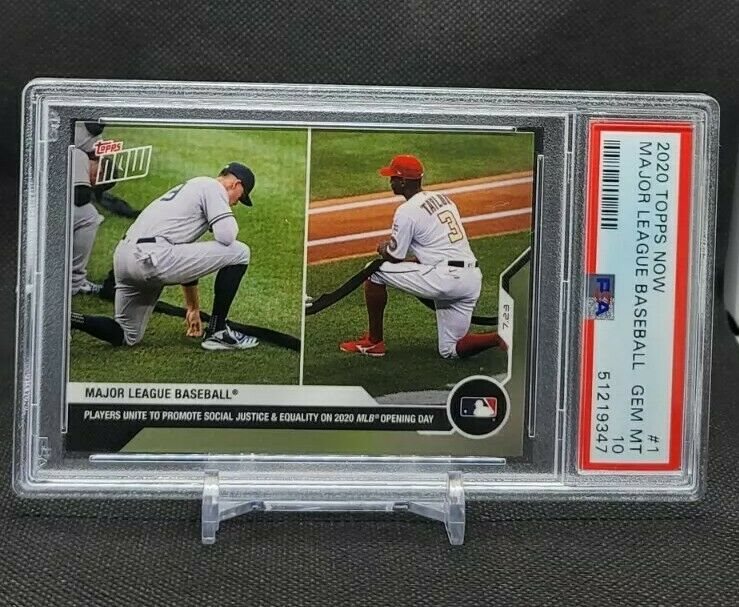 TOPPS
NOW
TAYLOR
3
7.23
MAJOR LEAGUE BASEBALL®
PLAYERS UNITE TO PROMOTE SOCIAL JUSTICE & EQUALITY ON 2020 MLB® OPENING DAY
2020 TOPPS NOW #1
MAJOR LEAGUE BASEBALL GEM MT
10
PSA
51219347